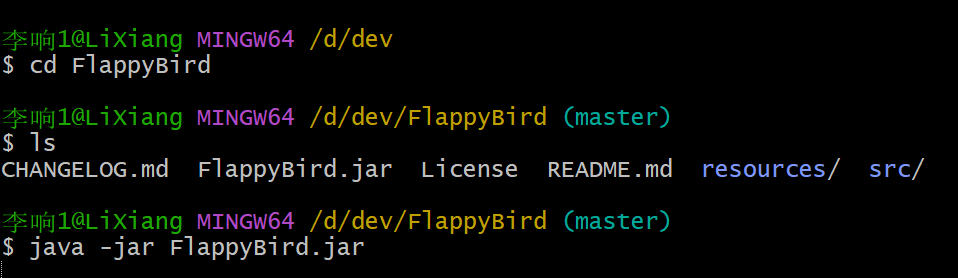 李响1@LiXiang MINGW64 /d/dev
$ cd FlappyBird
李响1@LiXiang MINGW64 /d/dev/FlappyBird (master)
$ ls
CHANGELOG.md  FlappyBird.jar  License  README.md  resources/  src/
李响1@LiXiang MINGW64 /d/dev/FlappyBird (master)
$ java -jar FlappyBird.jar